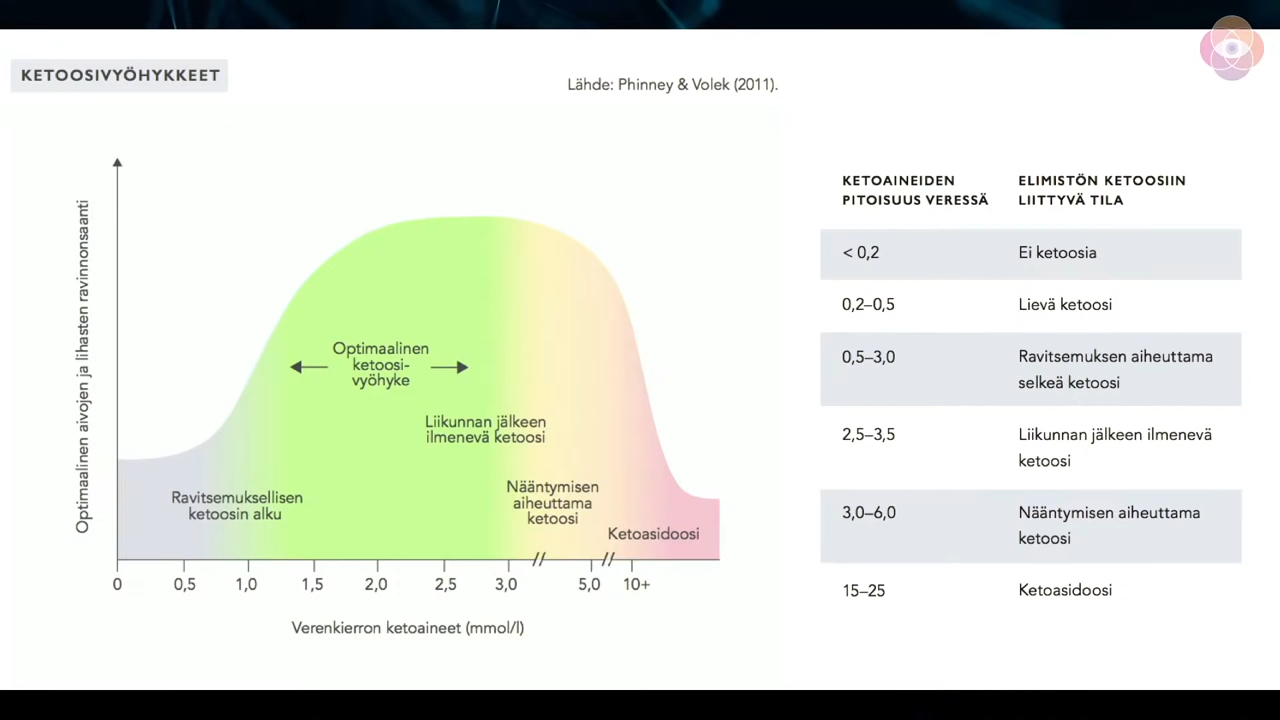 KETOOSIVYÖHYKKEET
Lähde: Phinney & Volek (2011).
Optimaalinen aivojen ja lihasten ravinnonsaanti
Optimaalinen
ketoosi-
vyöhyke
Liikunnan jälkeen
ilmenevä ketoosi
Ravitsemuksellisen
ketoosin alku
Nääntymisen
aiheuttama
ketoosi
Ketoasidoosi
0 0,5 1,0 1,5 2,0 2,5 3,0 5,0 10+
Verenkierron ketoaineet (mmol/l)
KETOAINEIDEN
PITOISUUS VERESSÄ
ELIMISTÖN KETOOSIIN
LIITTYVÄ TILA
< 0,2 Ei ketoosia
0,2–0,5 Lievä ketoosi
0,5–3,0 Ravitsemuksen aiheuttama
selkeä ketoosi
2,5–3,5 Liikunnan jälkeen ilmenevä
ketoosi
3,0–6,0 Nääntymisen aiheuttama
ketoosi
15–25 Ketoasidoosi